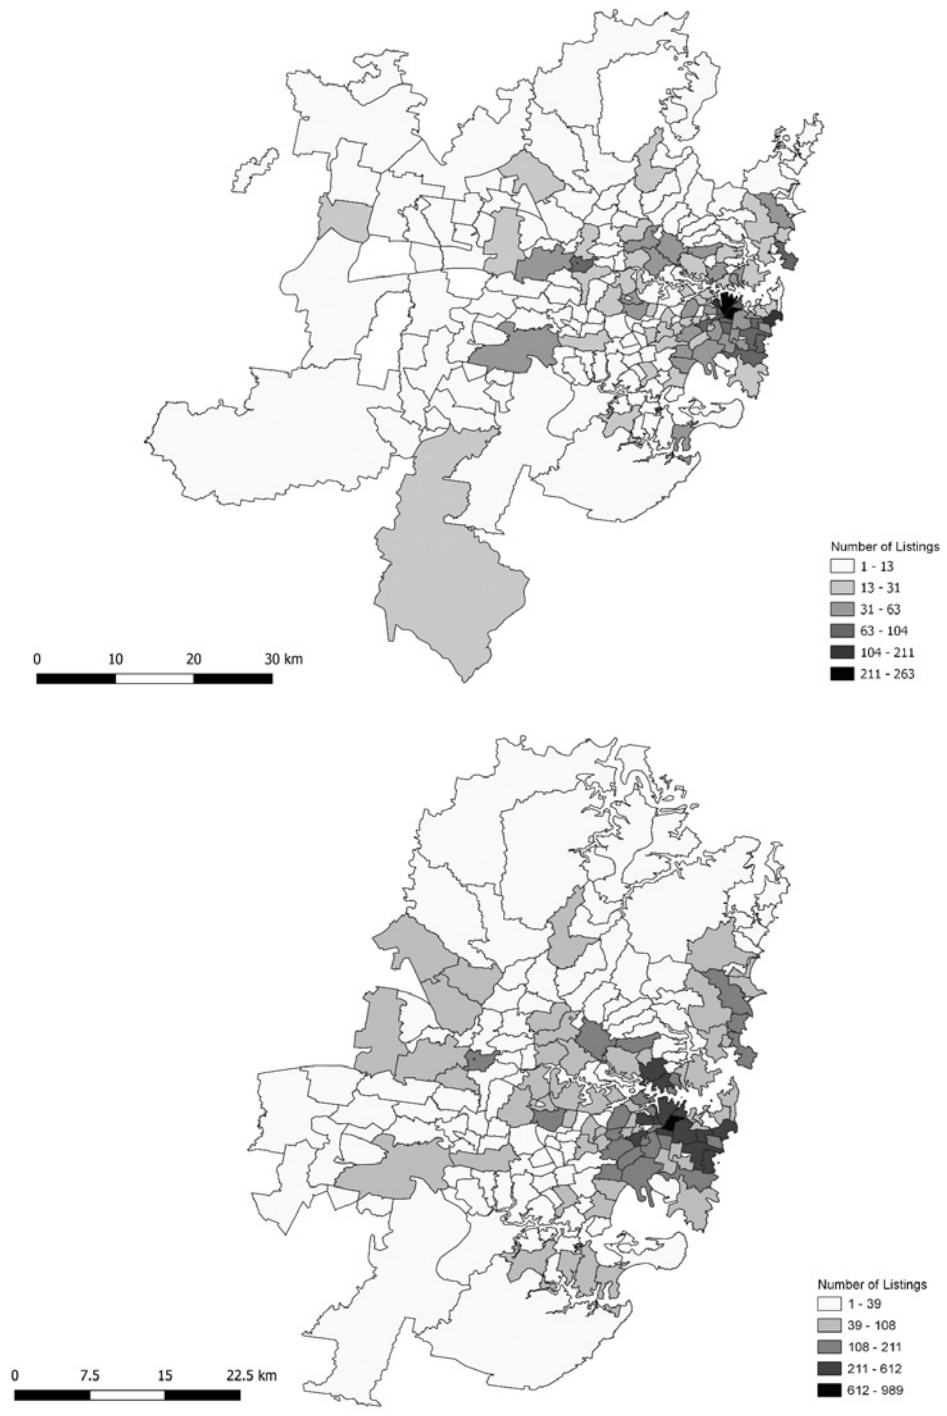 Number of Listings
1 - 13
13 - 31
31 - 63
63 - 104
104 - 211
211 - 263
0 10 20 30 km
Number of Listings
1 - 39
39 - 108
108 - 211
211 - 612
612 - 989
0 7.5 15 22.5 km